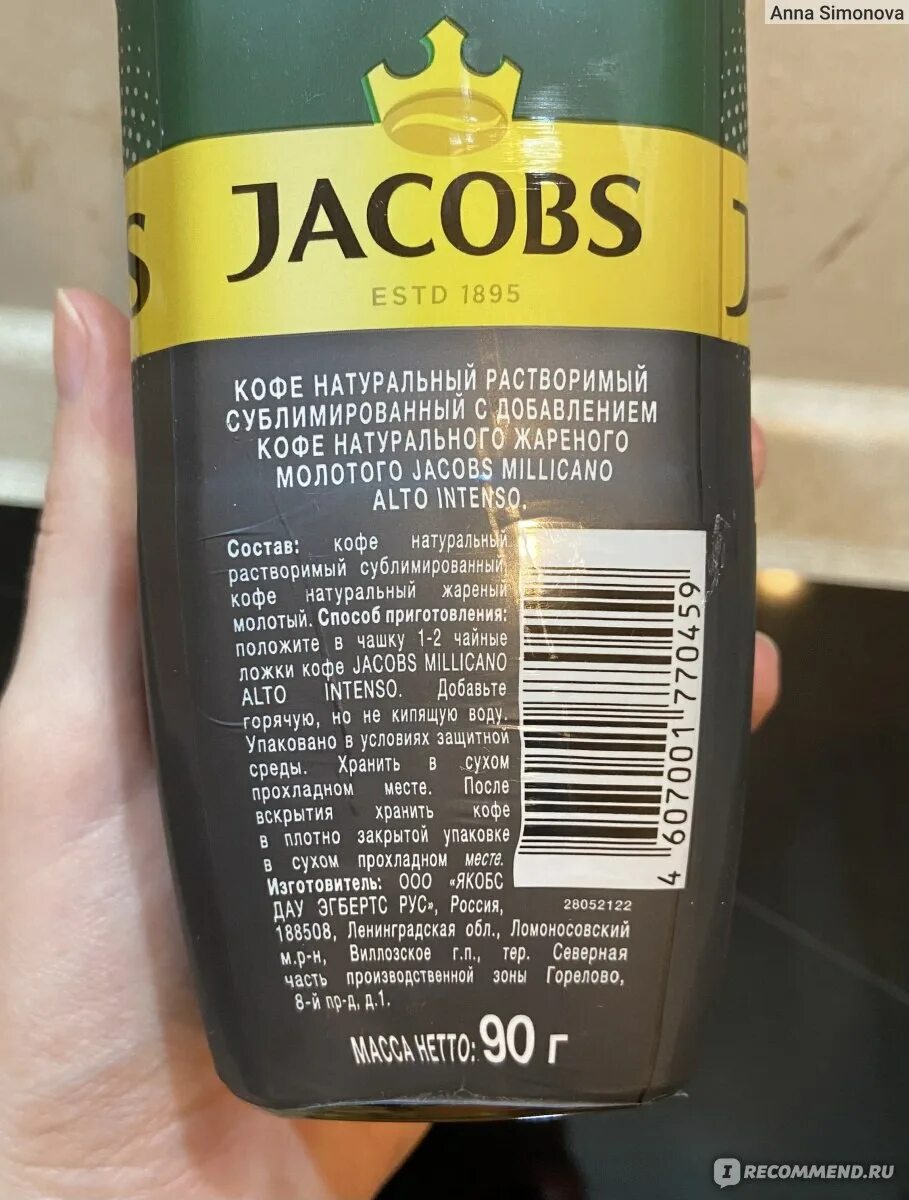 Anna Simonova
JACOBS
ESTD 1895
КОФЕ НАТУРАЛЬНЫЙ РАСТВОРИМЫЙ
СУБЛИМИРОВАННЫЙ С ДОБАВЛЕНИЕМ
КОФЕ НАТУРАЛЬНОГО ЖАРЕНОГО
МОЛОТОГО JACOBS MILLICANO
ALTO INTENSO.
Состав: кофе натуральный
растворимый сублимированный,
кофе натуральный жареный
молотый. Способ приготовления:
положите в чашку 1-2 чайные
ложки кофе JACOBS MILLICANO
ALTO INTENSO. Добавьте
горячую, но не кипящую воду.
Упаковано в условиях защитной
среды. Хранить в сухом
прохладном месте. После
вскрытия хранить кофе
в плотно закрытой упаковке
в сухом прохладном месте.
Изготовитель: ООО «ЯКОБС
ДАУ ЭГБЕРТС РУС», Россия,
188508, Ленинградская обл., Ломоносовский
м.р-н, Виллозское г.п., тер. Северная
часть производственной зоны Горелово,
8-й пр-д, д.1.
4607001770459
28052122
МАССА НЕТТО: 90 г
S
J
IRECOMMEND.RU